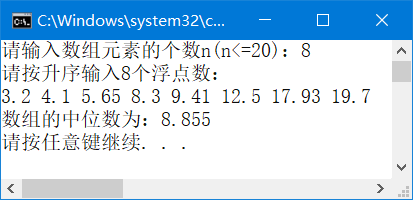 C:\Windows\system32\c...
请输入数组元素的个数n(n<=20)：8
请按升序输入8个浮点数：
3.2 4.1 5.65 8.3 9.41 12.5 17.93 19.7
数组的中位数为：8.855
请按任意键继续. . .